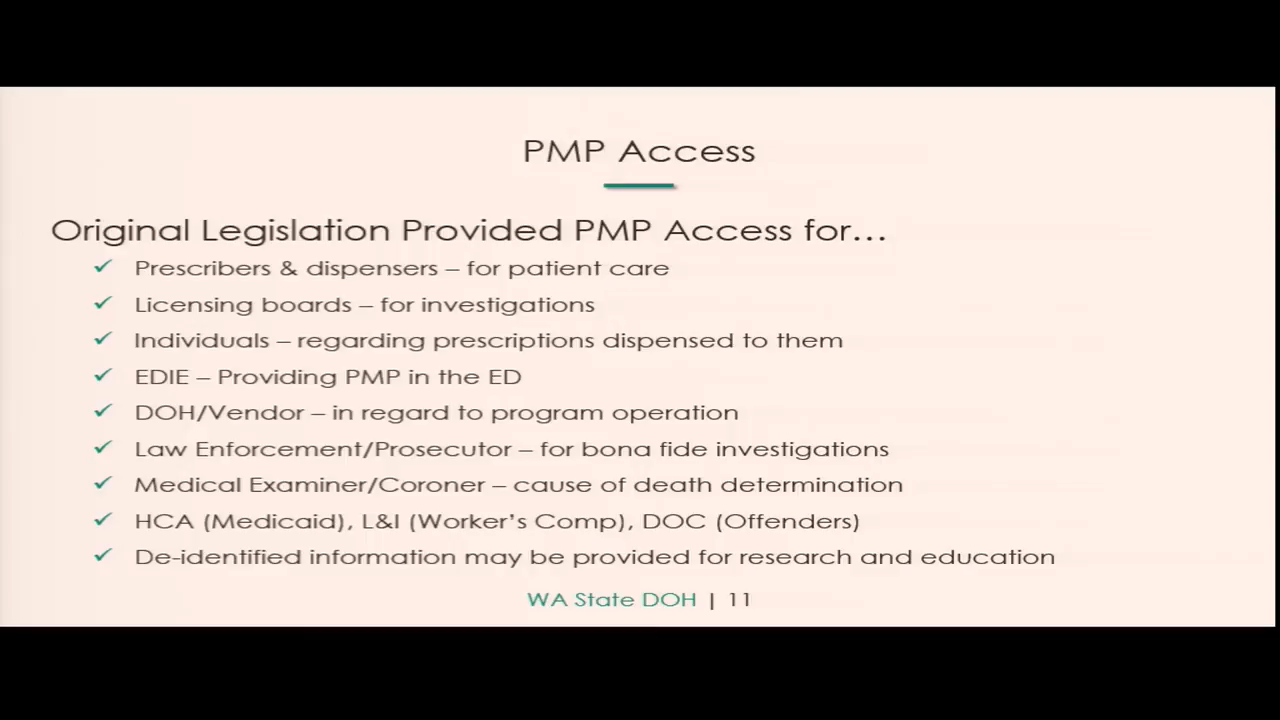 PMP Access
Original Legislation Provided PMP Access for...
✓ Prescribers & dispensers – for patient care
✓ Licensing boards – for investigations
✓ Individuals – regarding prescriptions dispensed to them
✓ EDIE – Providing PMP in the ED
✓ DOH/Vendor – in regard to program operation
✓ Law Enforcement/Prosecutor – for bona fide investigations
✓ Medical Examiner/Coroner – cause of death determination
✓ HCA (Medicaid), L&I (Worker's Comp), DOC (Offenders)
✓ De-identified information may be provided for research and education
WA State DOH | 11